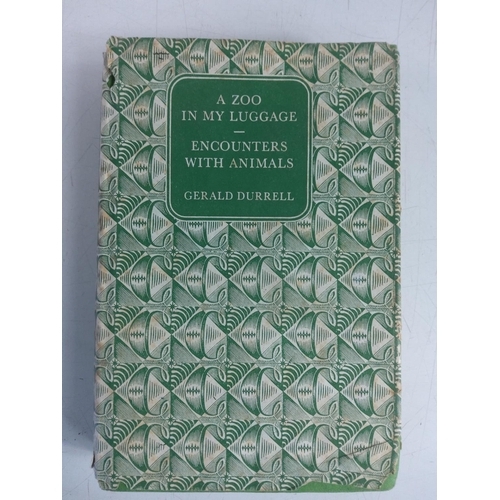 A ZOO
IN MY LUGGAGE
—
ENCOUNTERS
WITH ANIMALS
GERALD DURRELL